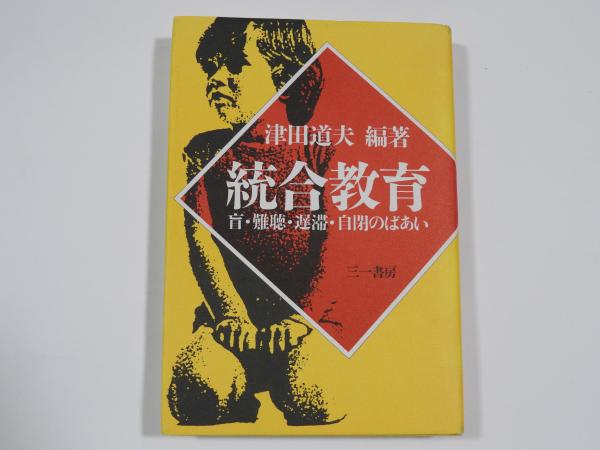 津田道夫 編著
統合教育
盲・難聴・遅滞・自閉のばあい
三一書房